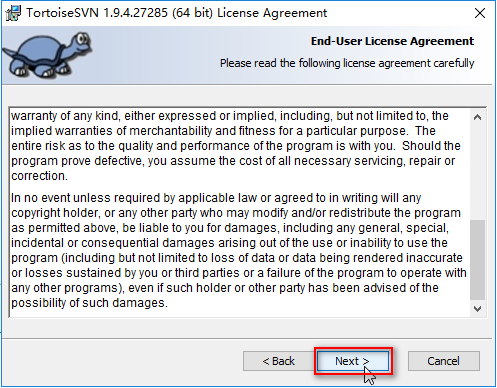 TortoiseSVN 1.9.4.27285 (64 bit) License Agreement
End-User License Agreement
Please read the following license agreement carefully
warranty of any kind, either expressed or implied, including, but not limited to, the
implied warranties of merchantability and fitness for a particular purpose.  The
entire risk as to the quality and performance of the program is with you.  Should the
program prove defective, you assume the cost of all necessary servicing, repair or
correction.
In no event unless required by applicable law or agreed to in writing will any
copyright holder, or any other party who may modify and/or redistribute the program
as permitted above, be liable to you for damages, including any general, special,
incidental or consequential damages arising out of the use or inability to use the
program (including but not limited to loss of data or data being rendered inaccurate
or losses sustained by you or third parties or a failure of the program to operate with
any other programs), even if such holder or other party has been advised of the
possibility of such damages.
< Back Next > Cancel